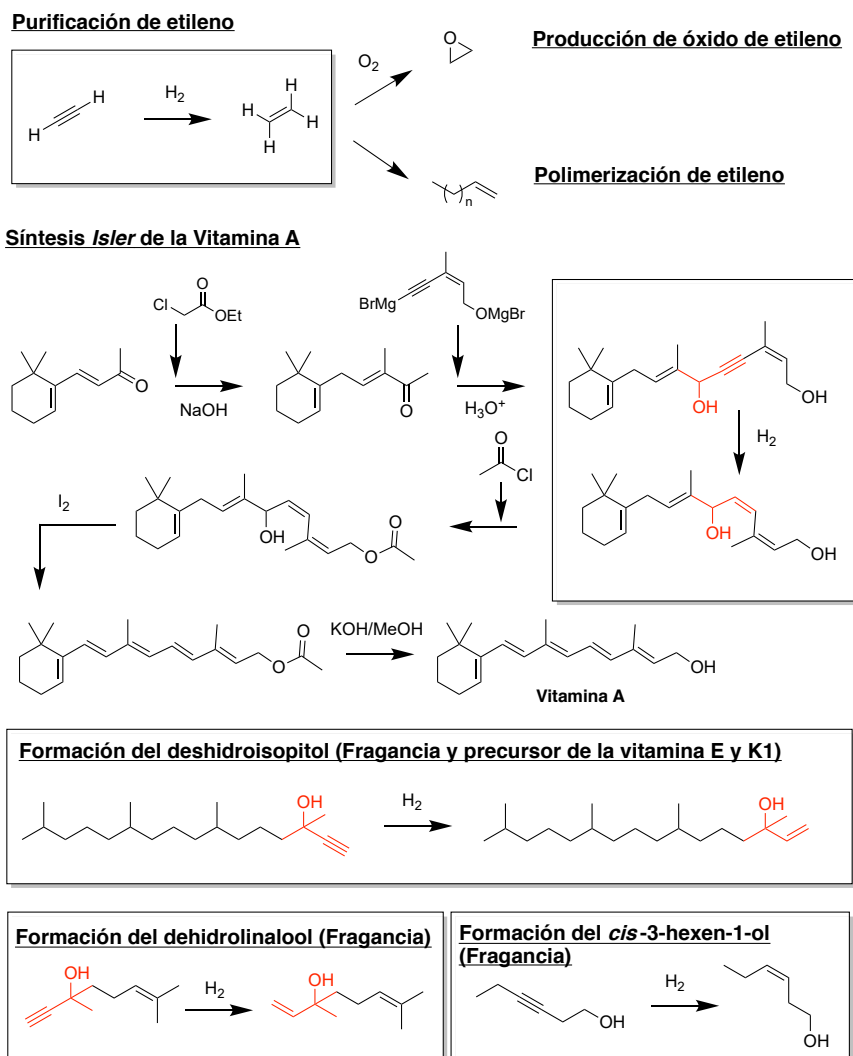 Purificación de etileno
H
H
H2
H
H
H
H
O2
O
Producción de óxido de etileno
n
Polimerización de etileno
Síntesis Isler de la Vitamina A
Cl
O
OEt
BrMg
OMgBr
O
NaOH
O
H3O+
OH
OH
H2
OH
OH
O
Cl
OH
O
O
I2
O
O
KOH/MeOH
OH
Vitamina A
Formación del deshidroisopitol (Fragancia y precursor de la vitamina E y K1)
OH
H2
OH
Formación del dehidrolinalool (Fragancia)
OH
H2
OH
Formación del cis-3-hexen-1-ol
(Fragancia)
OH
H2
OH